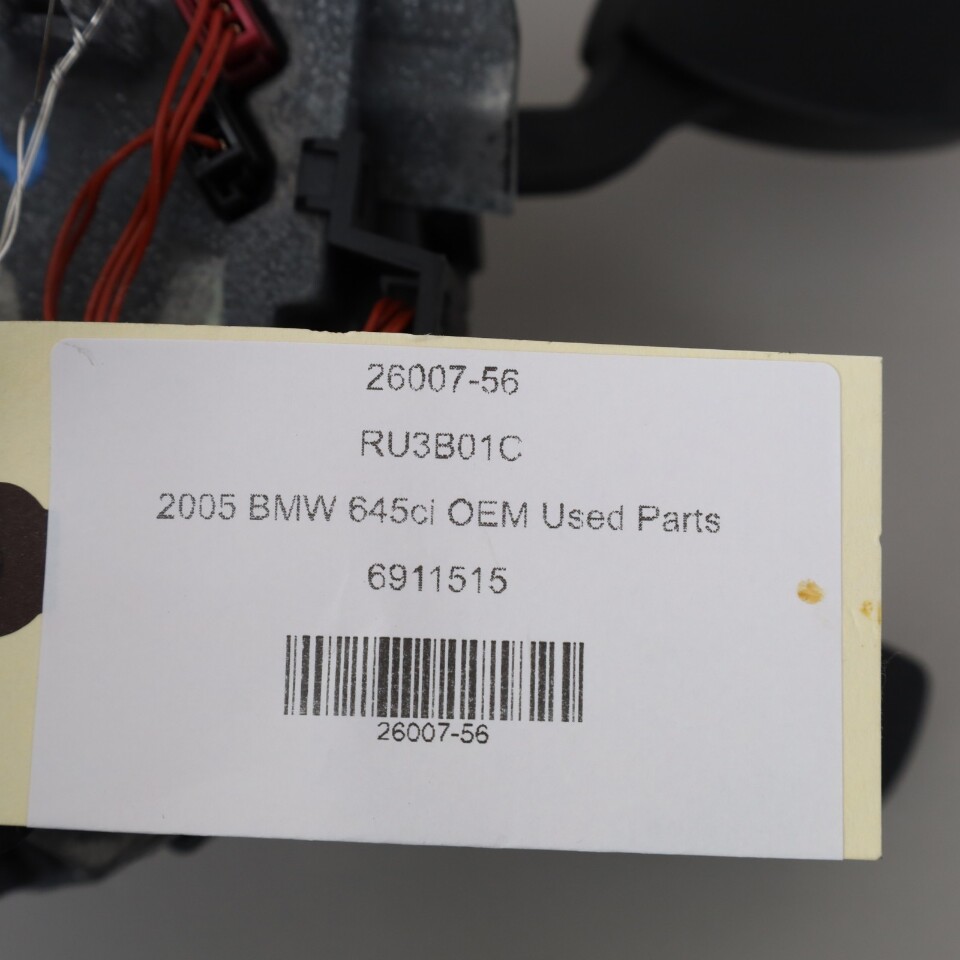 26007-56
RU3B01C
2005 BMW 645ci OEM Used Parts
6911515
26007-56